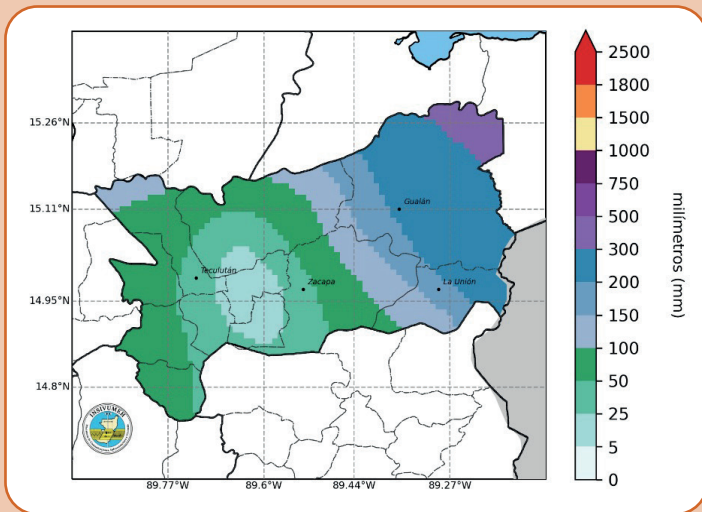 15.26°N
15.11°N
14.95°N
14.8°N
89.77°W
89.6°W
89.44°W
89.27°W
Gualán
Teculután
Zacapa
La Unión
INSIVUMEH
2500
1800
1500
1000
750
500
300
200
150
100
50
25
5
0
milímetros (mm)